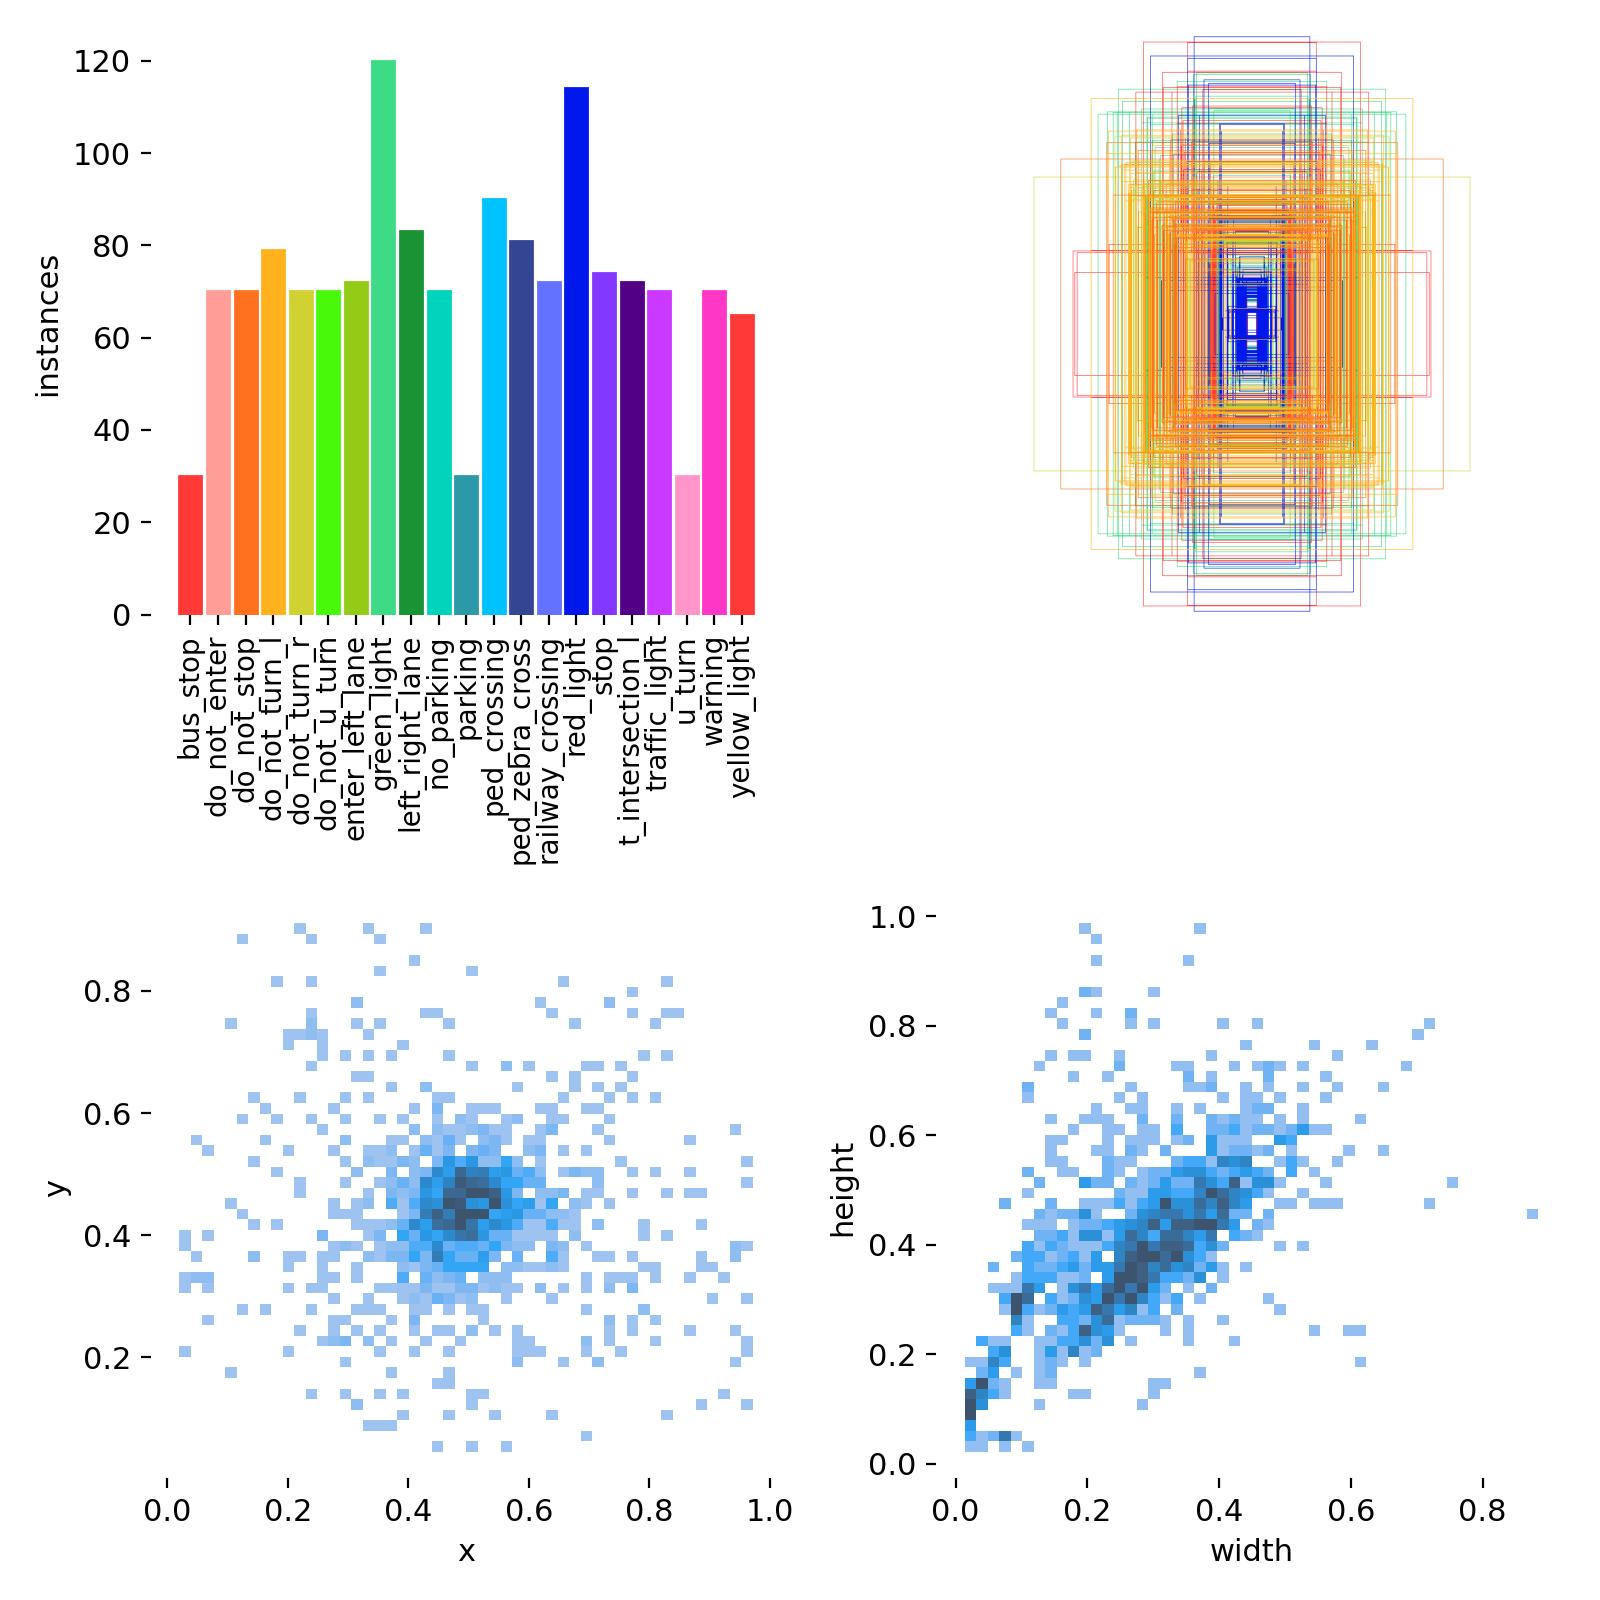 120
100
80
60
40
20
0
instances
bus_stop
do_not_enter
do_not_stop
do_not_turn_l
do_not_turn_r
do_not_u_turn
enter_left_lane
green_light
left_right_lane
no_parking
parking
ped_crossing
ped_zebra_cross
railway_crossing
red_light
stop
t_intersection_l
traffic_light
u_turn
warning
yellow_light
0.8
0.6
0.4
0.2
y
0.0 0.2 0.4 0.6 0.8 1.0
x
1.0
0.8
0.6
0.4
0.2
0.0
height
0.0 0.2 0.4 0.6 0.8
width